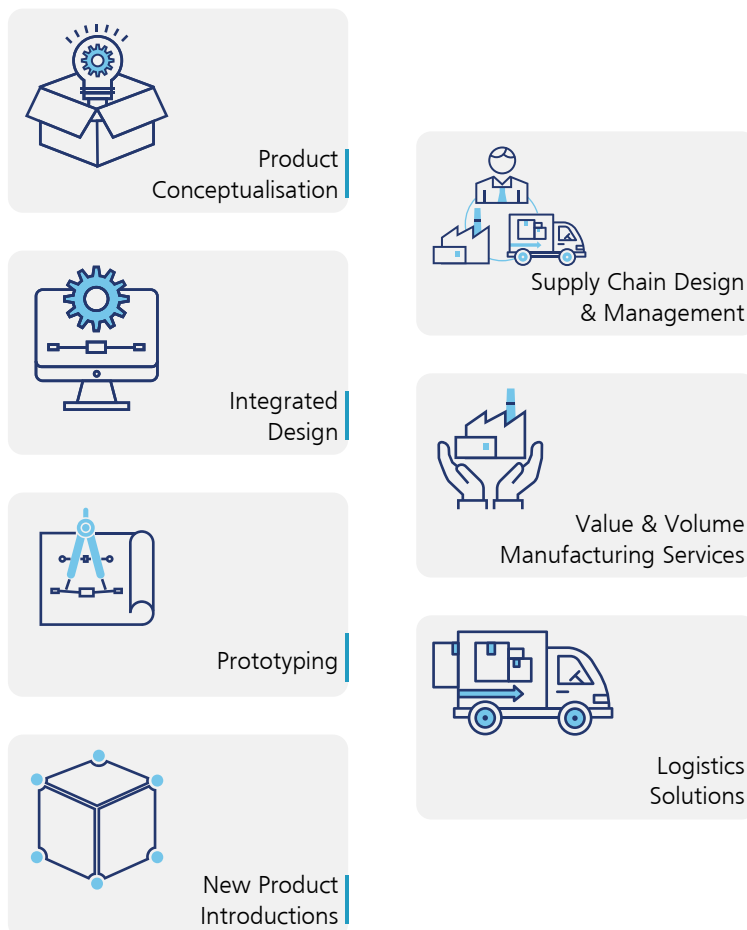 Product
Conceptualisation
Integrated
Design
Prototyping
New Product
Introductions
Supply Chain Design
& Management
Value & Volume
Manufacturing Services
Logistics
Solutions